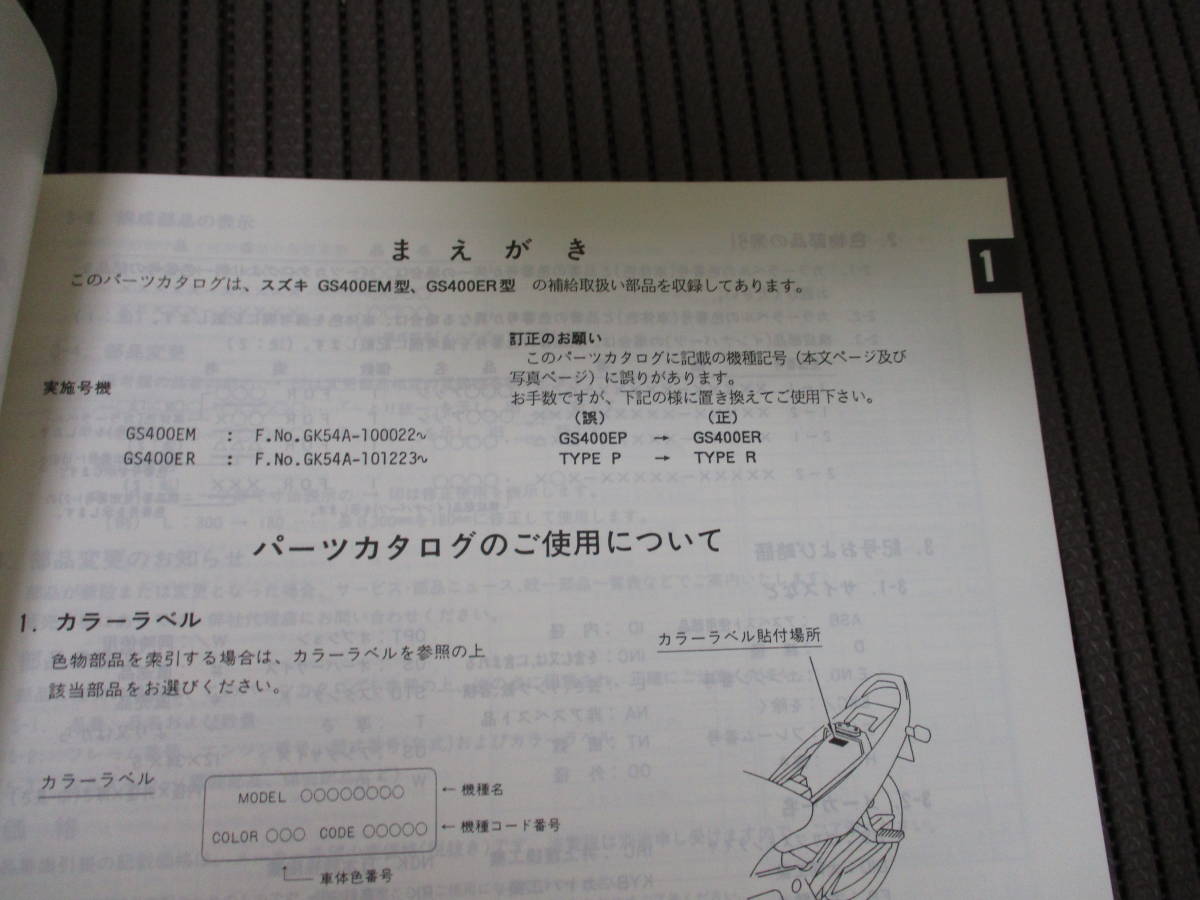 1
まえがき
このパーツカタログは、スズキ GS400EM型、GS400ER型 の補給取扱い部品を収録してあります。
実施号機
GS400EM : F.No.GK54A-100022~
GS400ER : F.No.GK54A-101223~
訂正のお願い
このパーツカタログに記載の機種記号(本文ページ及び
写真ページ)に誤りがあります。
お手数ですが、下記の様に置き換えてご使用下さい。
(誤) (正)
GS400EP → GS400ER
TYPE P → TYPE R
パーツカタログのご使用について
1. カラーラベル
色物部品を索引する場合は、カラーラベルを参照の上
該当部品をお選びください。
カラーラベル貼付場所
カラーラベル
MODEL ○○○○○○○○ ←機種名
COLOR ○○○ CODE ○○○○○ ←機種コード番号
車体色番号